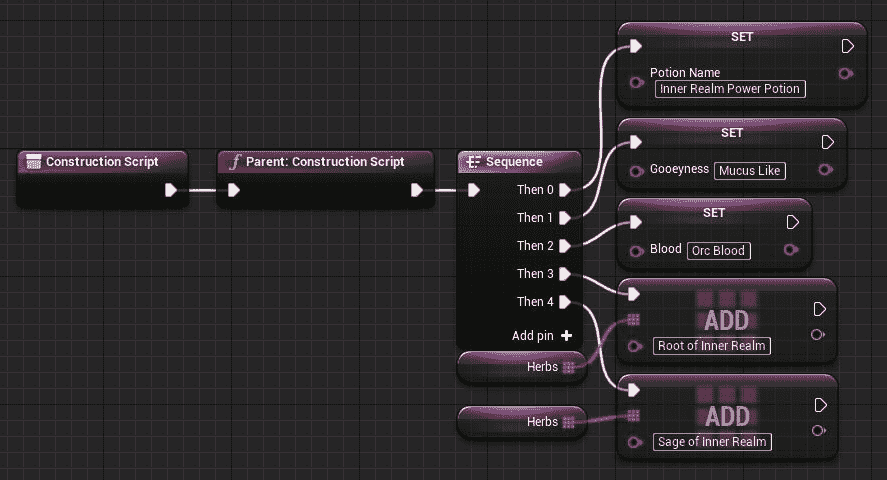 Construction Script
Parent: Construction Script
Sequence
Then 0
Then 1
Then 2
Then 3
Then 4
Add pin
Herbs
Herbs
SET
Potion Name
Inner Realm Power Potion
SET
Gooeyness Mucus Like
SET
Blood Orc Blood
ADD
Root of Inner Realm
ADD
Sage of Inner Realm